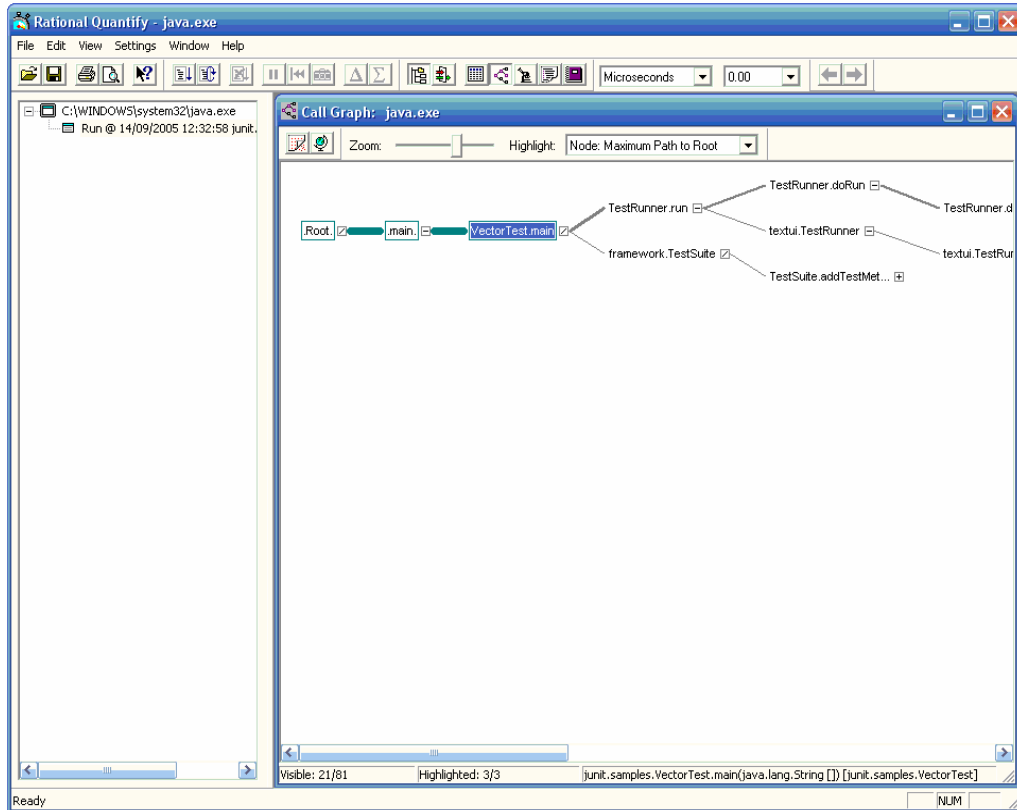 Rational Quantify - java.exe
File Edit View Settings Window Help
Microseconds 0.00
C:\WINDOWS\system32\java.exe
Run @ 14/09/2005 12:32:58 junit.
Call Graph: java.exe
Zoom: Highlight: Node: Maximum Path to Root
TestRunner.doRun
TestRunner.run TestRunner.d
.Root. .main. VectorTest.main textui.TestRunner
framework.TestSuite textui.TestRur
TestSuite.addTestMet...
Visible: 21/81 Highlighted: 3/3 junit.samples.VectorTest.main(java.lang.String []) [junit.samples.VectorTest]
Ready NUM